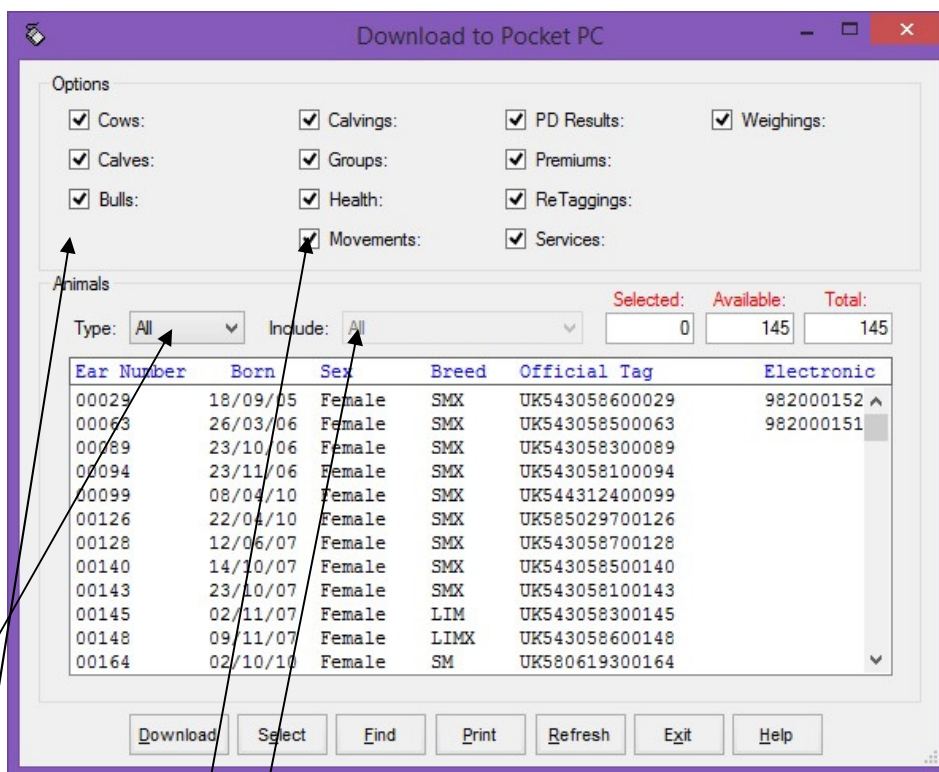 Download to Pocket PC
Options
Cows: Calvings: PD Results: Weighings:
Calves: Groups: Premiums:
Bulls: Health: ReTaggings:
Movements: Services:
Animals
Selected: Available: Total:
Type: All Include: All 0 145 145
Ear Number Born Sex Breed Official Tag Electronic
00029 18/09/05 Female SMX UK543058600029 982000152
00063 26/03/06 Female SMX UK543058500063 982000151
00089 23/10/06 Female SMX UK543058300089
00094 23/11/06 Female SMX UK543058100094
00099 08/04/10 Female SMX UK544312400099
00126 22/04/10 Female SMX UK585029700126
00128 12/06/07 Female SMX UK543058700128
00140 14/10/07 Female SMX UK543058500140
00143 23/10/07 Female SMX UK543058100143
00145 02/11/07 Female LIM UK543058300145
00148 09/11/07 Female LIMX UK543058600148
00164 02/10/10 Female SM UK580619300164
Download Select Find Print Refresh Exit Help